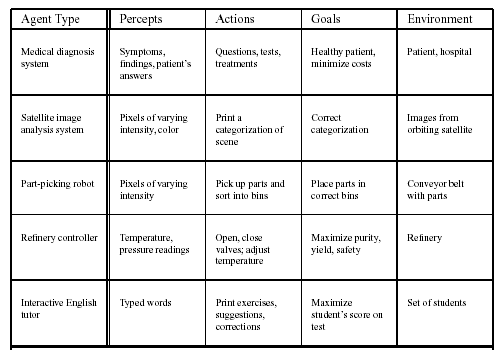 Agent Type Percepts Actions Goals Environment
Medical diagnosis Symptoms, Questions, tests, Healthy patient, Patient, hospital
system findings, patient's treatments minimize costs
answers
Satellite image Pixels of varying Print a Correct Images from
analysis system intensity, color categorization of categorization orbiting satellite
scene
Part-picking robot Pixels of varying Pick up parts and Place parts in Conveyor belt
intensity sort into bins correct bins with parts
Refinery controller Temperature, Open, close Maximize purity, Refinery
pressure readings valves; adjust yield, safety
temperature
Interactive English Typed words Print exercises, Maximize Set of students
tutor suggestions, student's score on
corrections test